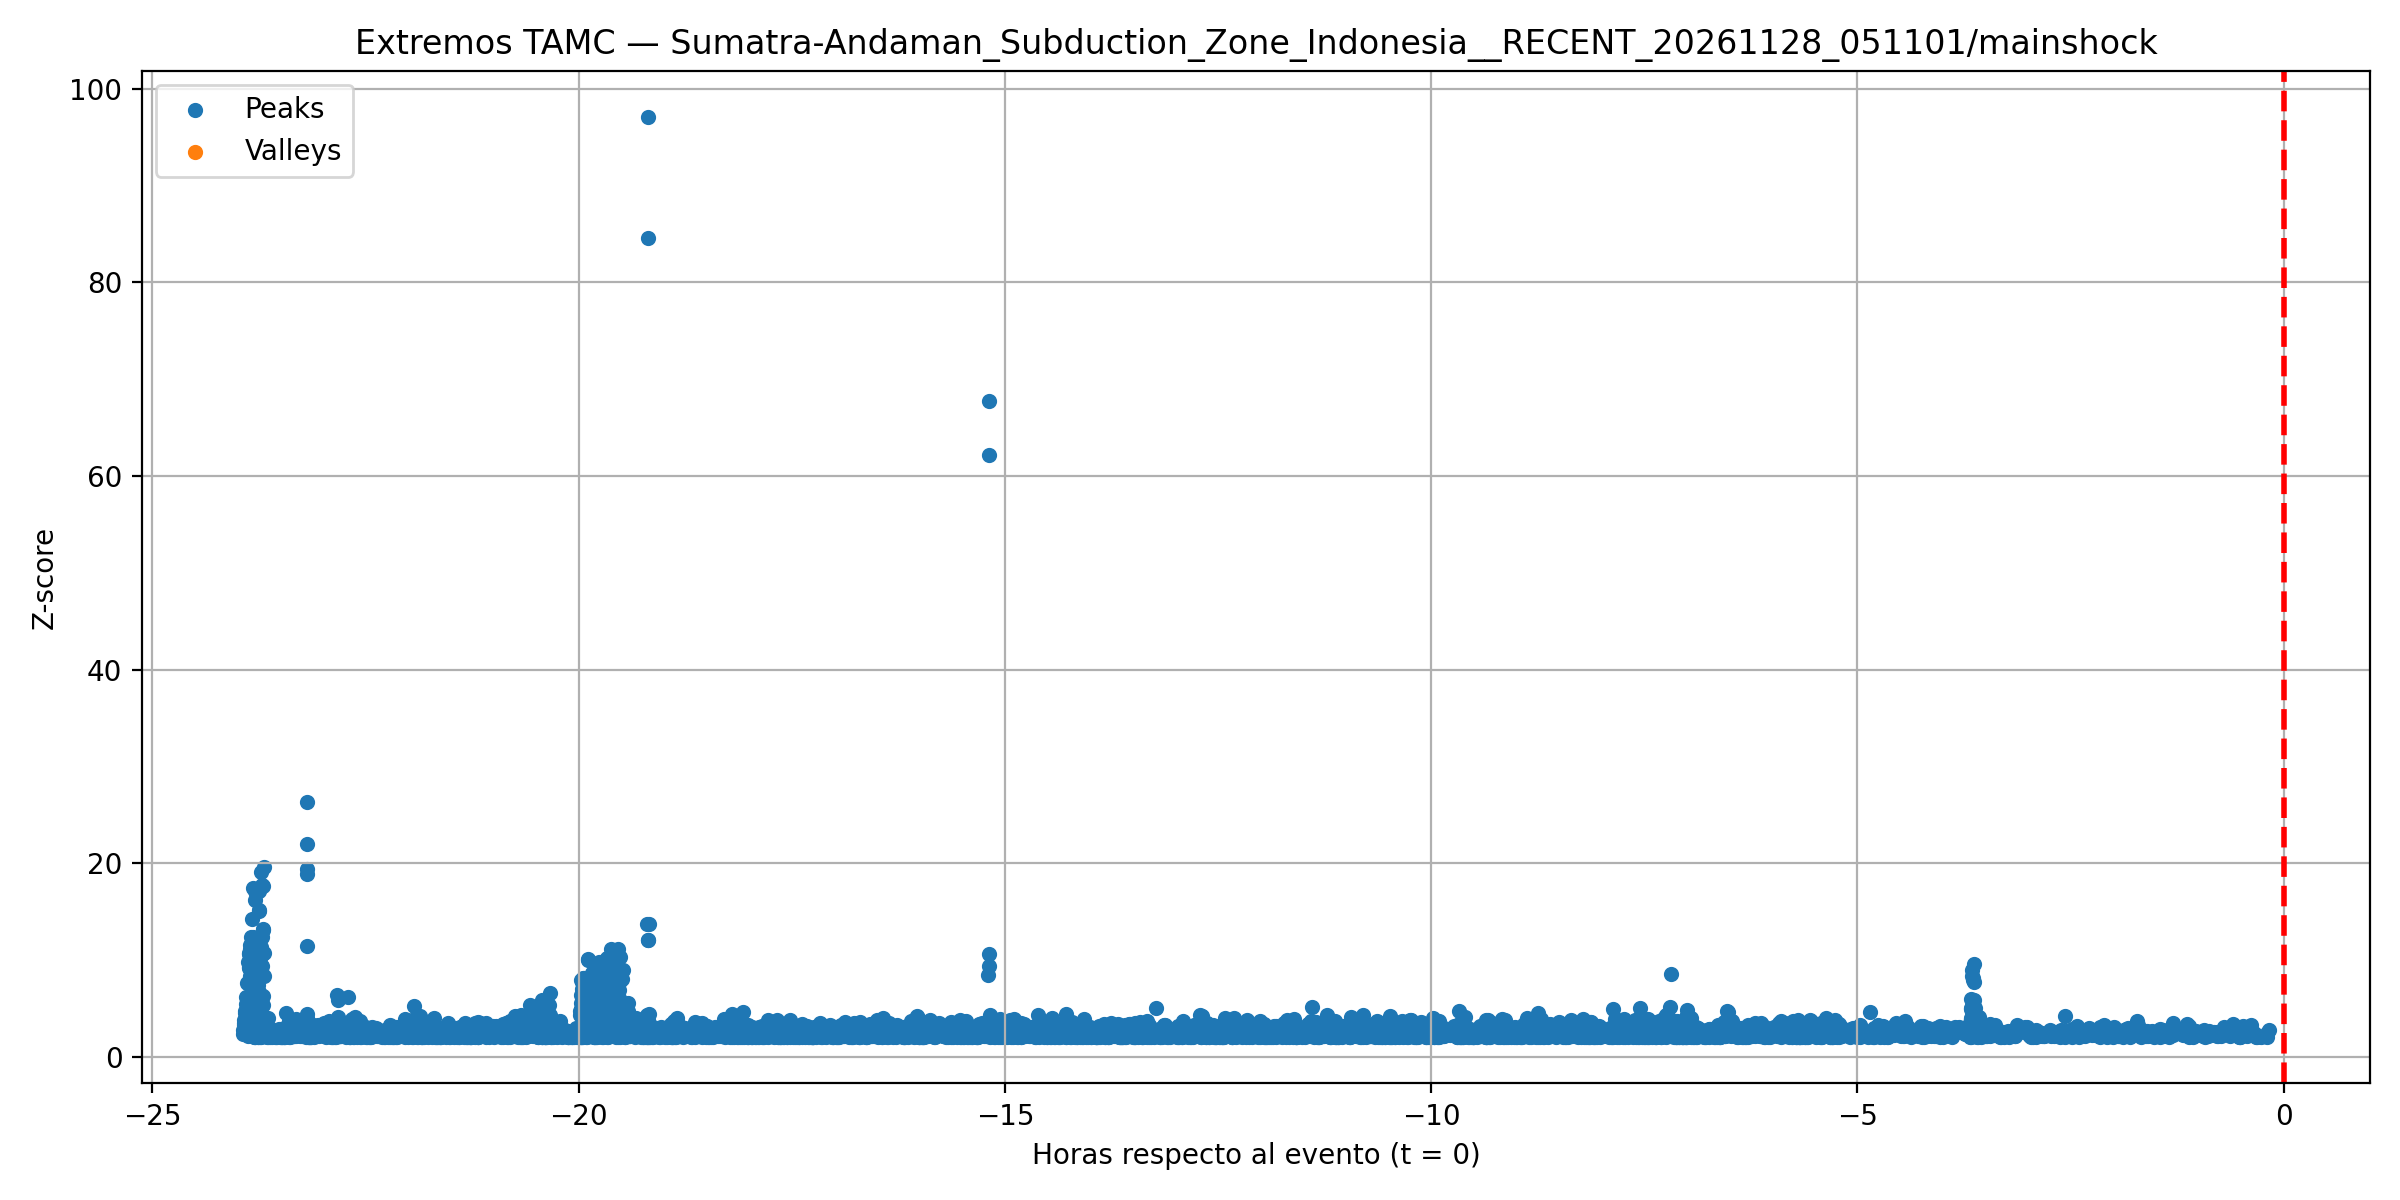 Extremos TAMC — Sumatra-Andaman_Subduction_Zone_Indonesia__RECENT_20261128_051101/mainshock
Peaks
Valleys
Z-score
100
80
60
40
20
0
−25
−20
−15
−10
−5
0
Horas respecto al evento (t = 0)